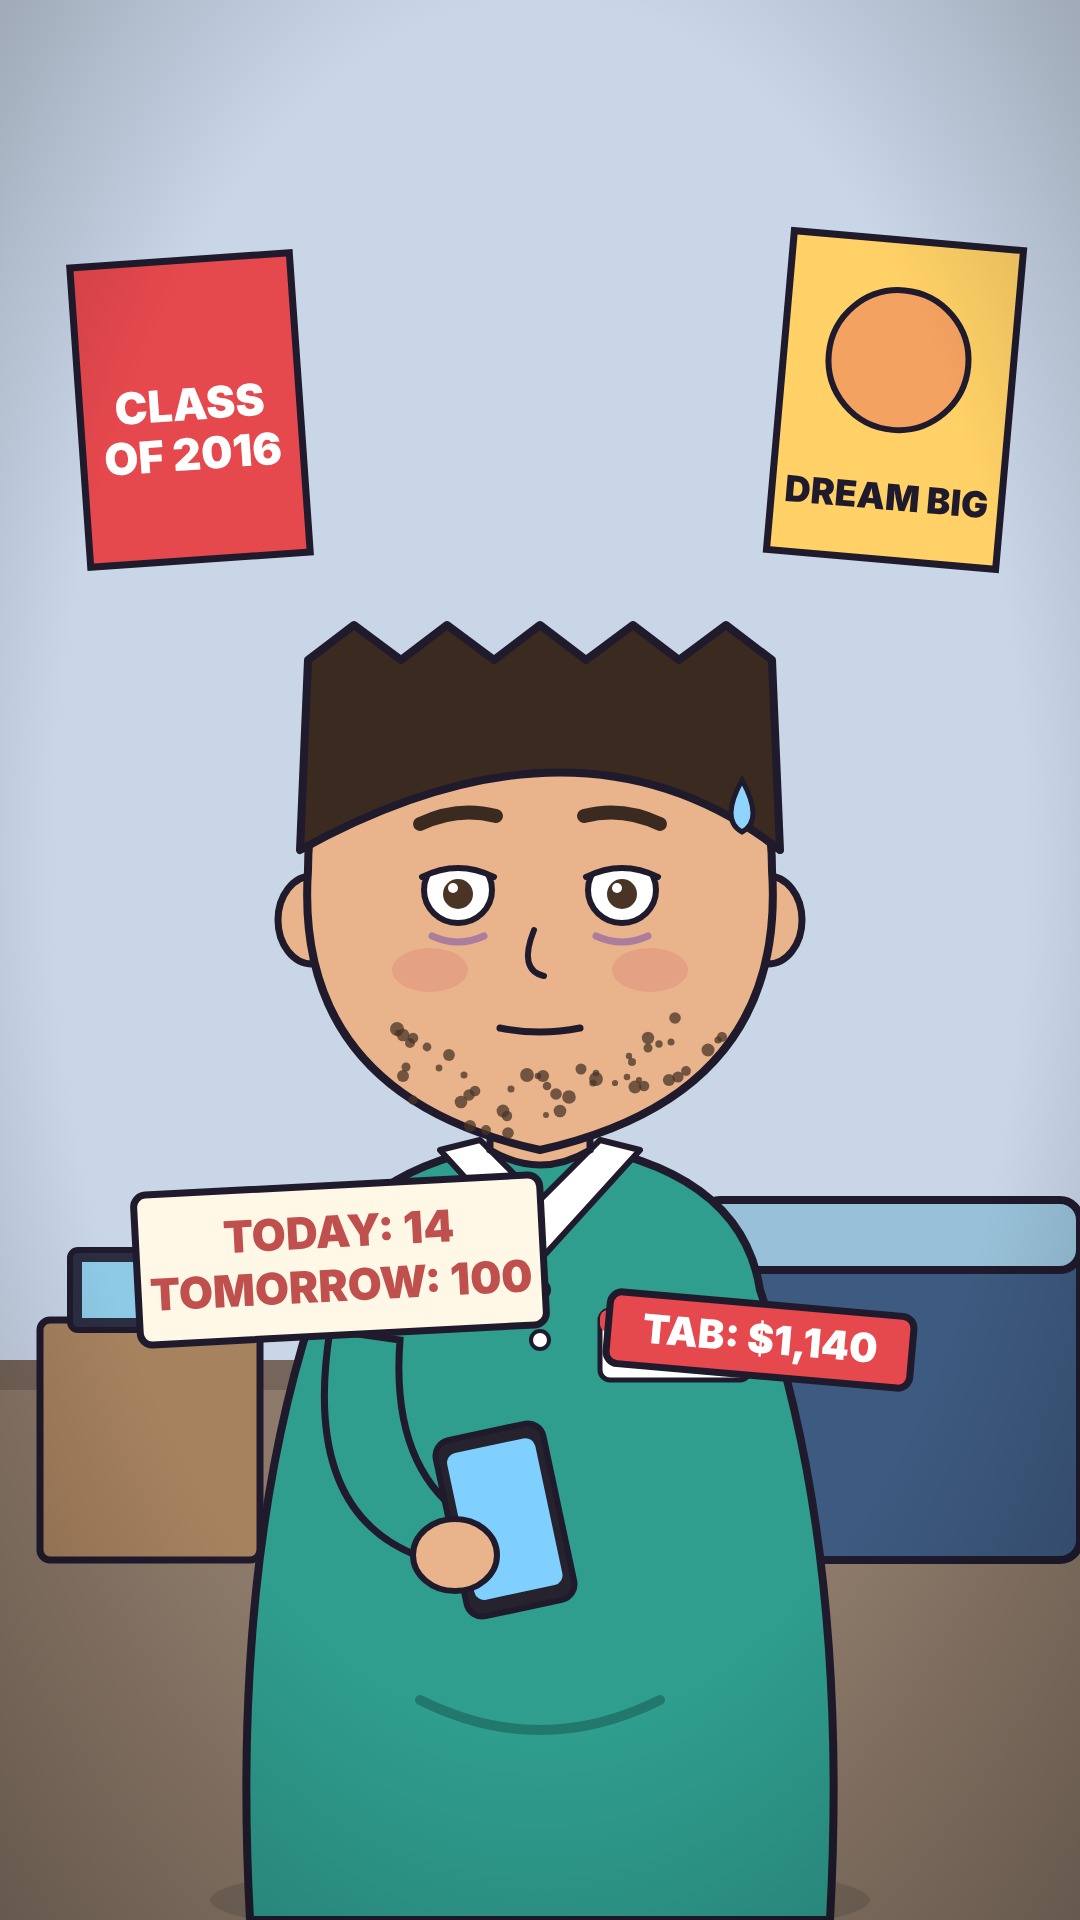 CLASS
OF 2016
DREAM BIG
TODAY: 14
TOMORROW: 100
TAB: $1,140